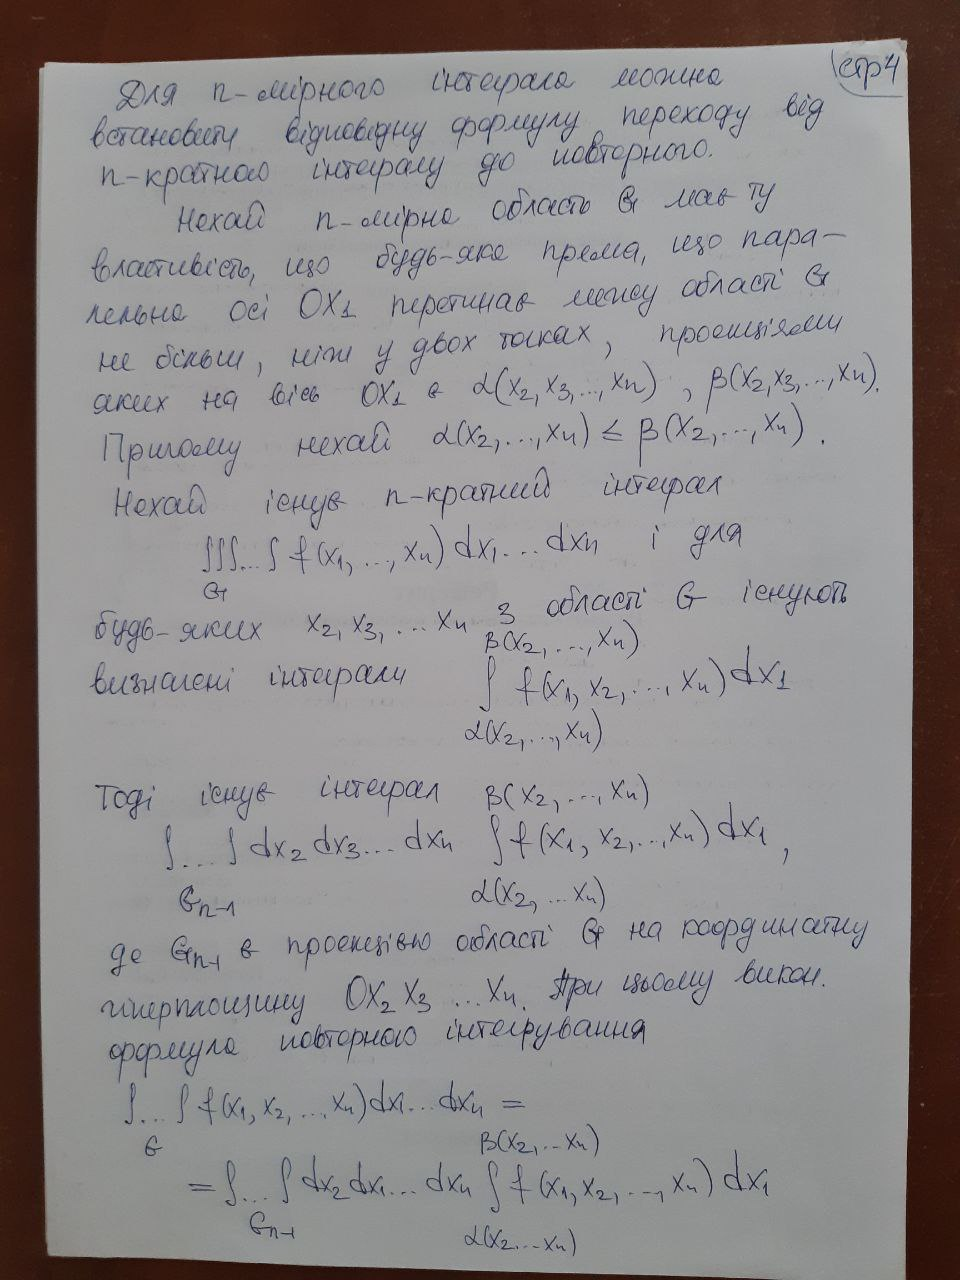 стр 4
Для n-мірного інтеграла можна
встановити відповідну формулу переходу від
n-кратного інтегралу до повторного.
Нехай n-мірна область G має ту
властивість, що будь-яка пряма, що пара-
лельна осі OX₁ перетинає межу області G
не більш, ніж у двох точках, проекціями
яких на вісь OX₁ є α(x₂,x₃,...,xₙ), β(x₂,x₃,...,xₙ).
Причому нехай α(x₂,...,xₙ) ≤ β(x₂,...,xₙ).
Нехай існує n-кратний інтеграл
∫∫∫...∫ f(x₁,...,xₙ) dx₁...dxₙ і для
G
будь-яких x₂,x₃,...xₙ з області G існують
β(x₂,...,xₙ)
визначені інтеграли ∫ f(x₁,x₂,...,xₙ)dx₁
α(x₂,...,xₙ)
Тоді існує інтеграл β(x₂,...,xₙ)
∫...∫ dx₂ dx₃...dxₙ ∫ f(x₁,x₂,...,xₙ)dx₁,
Gₙ₋₁ α(x₂,...xₙ)
де Gₙ₋₁ є проекцією області G на координатну
гіперплощину OX₂X₃...Xₙ. При цьому викон.
формула повторного інтегрування
∫...∫ f(x₁,x₂,...xₙ)dx₁...dxₙ =
G β(x₂,...xₙ)
= ∫...∫ dx₂dx₁...dxₙ ∫ f(x₁,x₂,...,xₙ)dx₁
Gₙ₋₁ α(x₂...xₙ)